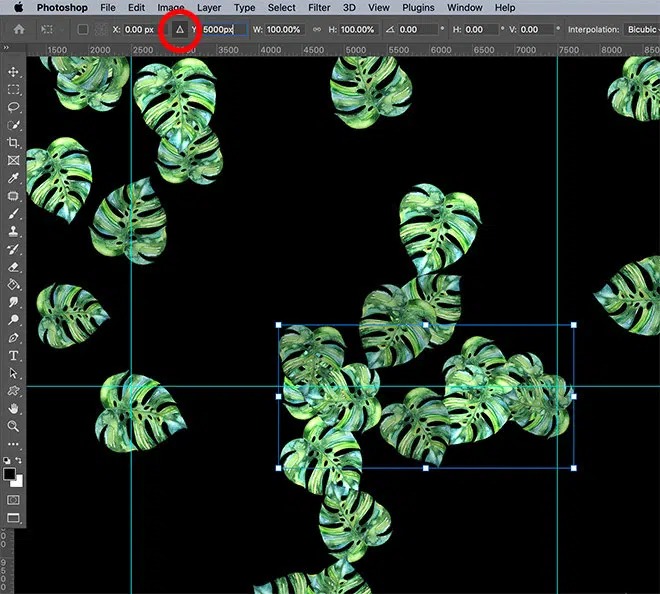 Photoshop File Edit Image Layer Type Select Filter 3D View Plugins Window Help
X: 0.00 px Δ Y: 5000px W: 100.00% H: 100.00% 0.00 ° H: 0.00 ° V: 0.00 ° Interpolation: Bicubic
1500 2000 2500 3500 4000 4500 5000 5500 6000 6500 7000 7500 8000 8500
T
9500